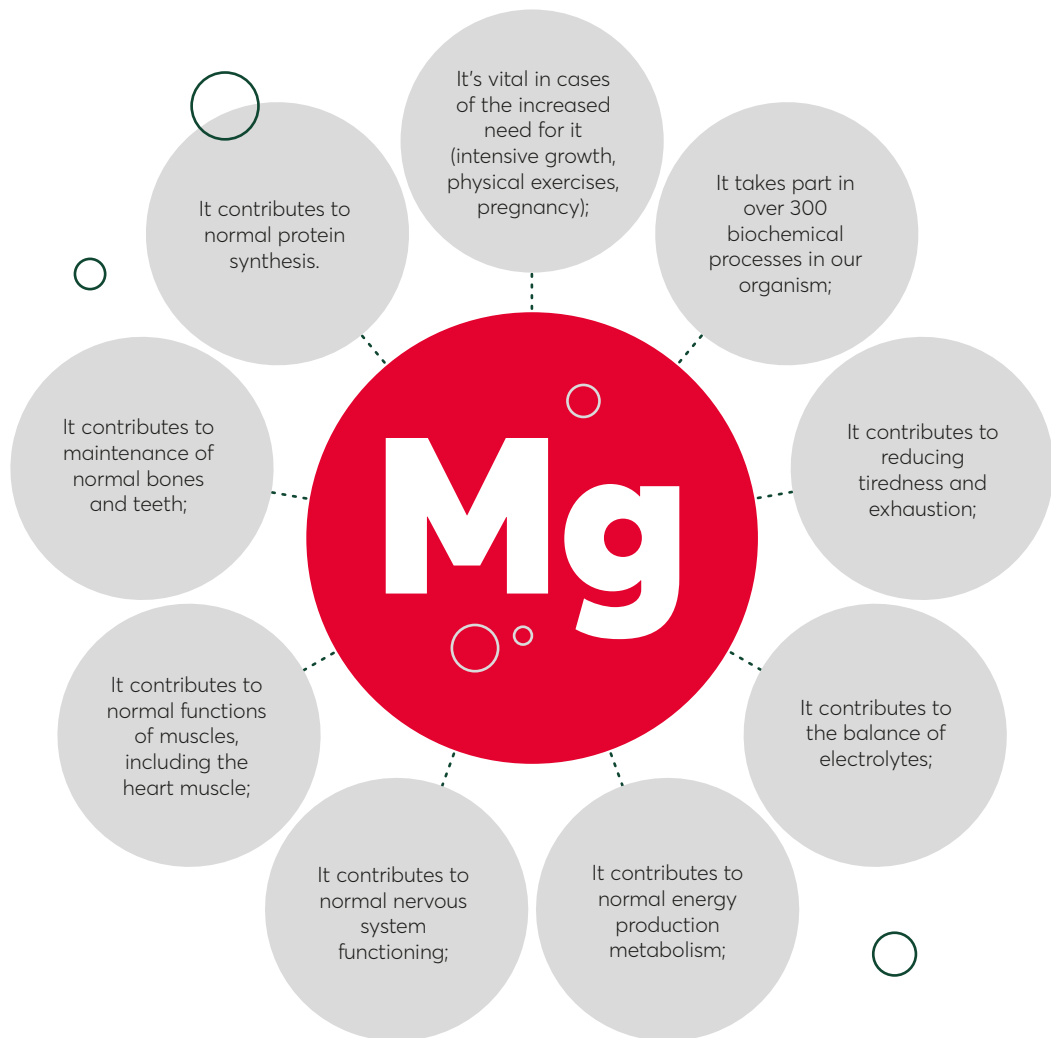 It's vital in cases
of the increased
need for it
(intensive growth,
physical exercises,
pregnancy);
It takes part in
over 300
biochemical
processes in our
organism;
It contributes to
reducing
tiredness and
exhaustion;
It contributes to
the balance of
electrolytes;
It contributes to
normal energy
production
metabolism;
It contributes to
normal nervous
system
functioning;
It contributes to
normal functions
of muscles,
including the
heart muscle;
It contributes to
maintenance of
normal bones
and teeth;
It contributes to
normal protein
synthesis.
Mg